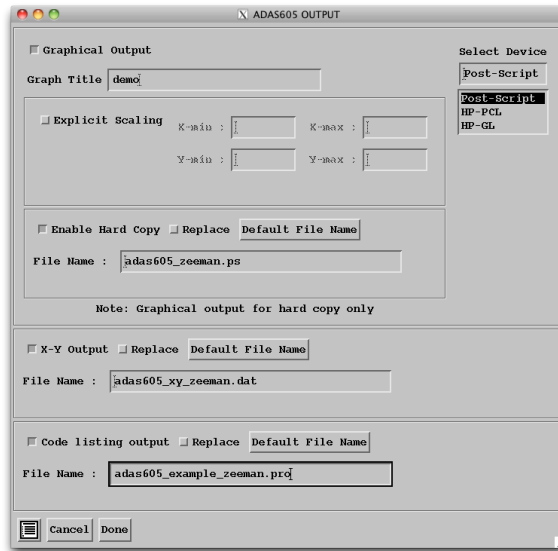 ADAS605 OUTPUT
Graphical Output
Graph Title demo
Select Device
Post-Script
Post-Script
HP-PCL
HP-GL
Explicit Scaling X-min : X-max :
Y-min : Y-max :
Enable Hard Copy Replace Default File Name
File Name : adas605_zeeman.ps
Note: Graphical output for hard copy only
X-Y Output Replace Default File Name
File Name : adas605_xy_zeeman.dat
Code listing output Replace Default File Name
File Name : adas605_example_zeeman.pro
Cancel Done